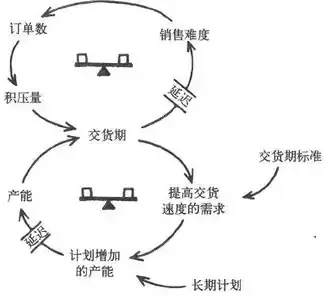 订单数
销售难度
积压量
延迟
交货期
交货期标准
产能
提高交货
速度的需求
延迟
计划增加
的产能
长期计划